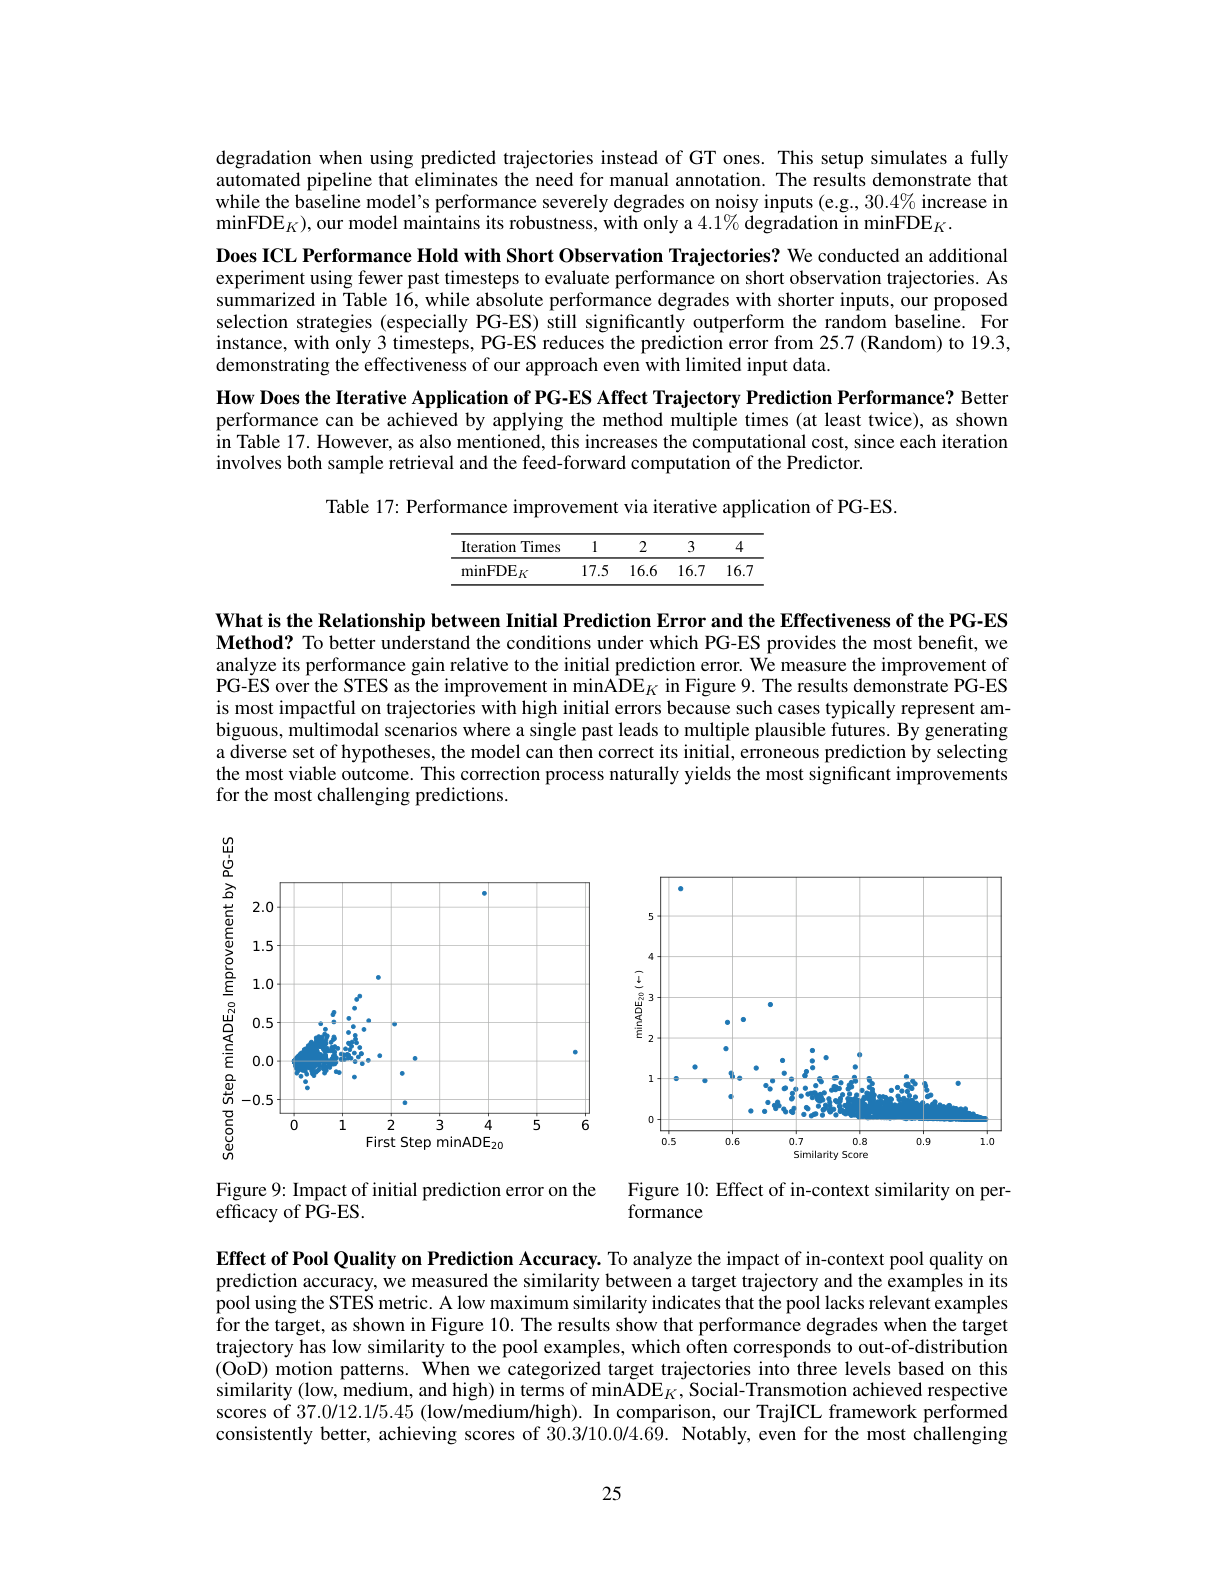 degradation when using predicted trajectories instead of GT ones. This setup simulates a fully
automated pipeline that eliminates the need for manual annotation. The results demonstrate that
while the baseline model's performance severely degrades on noisy inputs (e.g., 30.4% increase in
minFDE_K), our model maintains its robustness, with only a 4.1% degradation in minFDE_K.
Does ICL Performance Hold with Short Observation Trajectories? We conducted an additional
experiment using fewer past timesteps to evaluate performance on short observation trajectories. As
summarized in Table 16, while absolute performance degrades with shorter inputs, our proposed
selection strategies (especially PG-ES) still significantly outperform the random baseline. For
instance, with only 3 timesteps, PG-ES reduces the prediction error from 25.7 (Random) to 19.3,
demonstrating the effectiveness of our approach even with limited input data.
How Does the Iterative Application of PG-ES Affect Trajectory Prediction Performance? Better
performance can be achieved by applying the method multiple times (at least twice), as shown
in Table 17. However, as also mentioned, this increases the computational cost, since each iteration
involves both sample retrieval and the feed-forward computation of the Predictor.
Table 17: Performance improvement via iterative application of PG-ES.
Iteration Times 1 2 3 4
minFDE_K 17.5 16.6 16.7 16.7
What is the Relationship between Initial Prediction Error and the Effectiveness of the PG-ES
Method? To better understand the conditions under which PG-ES provides the most benefit, we
analyze its performance gain relative to the initial prediction error. We measure the improvement of
PG-ES over the STES as the improvement in minADE_K in Figure 9. The results demonstrate PG-ES
is most impactful on trajectories with high initial errors because such cases typically represent am-
biguous, multimodal scenarios where a single past leads to multiple plausible futures. By generating
a diverse set of hypotheses, the model can then correct its initial, erroneous prediction by selecting
the most viable outcome. This correction process naturally yields the most significant improvements
for the most challenging predictions.
Second Step minADE20 Improvement by PG-ES
2.0
1.5
1.0
0.5
0.0
−0.5
0 1 2 3 4 5 6
First Step minADE20
Figure 9: Impact of initial prediction error on the
efficacy of PG-ES.
minADE20 (←)
5
4
3
2
1
0
0.5 0.6 0.7 0.8 0.9 1.0
Similarity Score
Figure 10: Effect of in-context similarity on per-
formance
Effect of Pool Quality on Prediction Accuracy. To analyze the impact of in-context pool quality on
prediction accuracy, we measured the similarity between a target trajectory and the examples in its
pool using the STES metric. A low maximum similarity indicates that the pool lacks relevant examples
for the target, as shown in Figure 10. The results show that performance degrades when the target
trajectory has low similarity to the pool examples, which often corresponds to out-of-distribution
(OoD) motion patterns. When we categorized target trajectories into three levels based on this
similarity (low, medium, and high) in terms of minADE_K, Social-Transmotion achieved respective
scores of 37.0/12.1/5.45 (low/medium/high). In comparison, our TrajICL framework performed
consistently better, achieving scores of 30.3/10.0/4.69. Notably, even for the most challenging
25